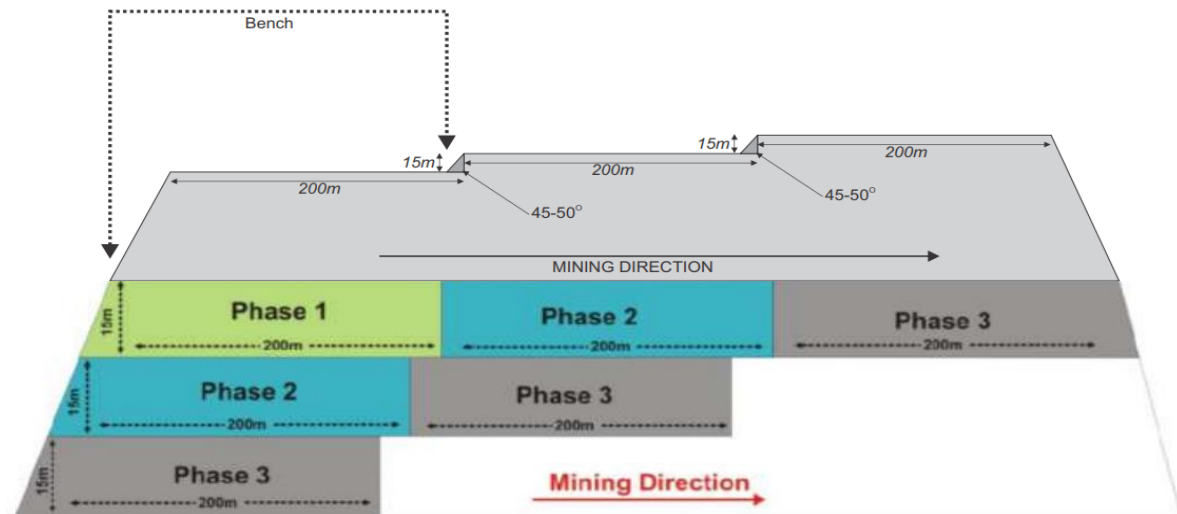 Bench
15m
200m
15m
200m
200m
45-50°
45-50°
MINING DIRECTION
15m
Phase 1
200m
Phase 2
200m
Phase 3
200m
15m
Phase 2
200m
Phase 3
200m
15m
Phase 3
200m
Mining Direction